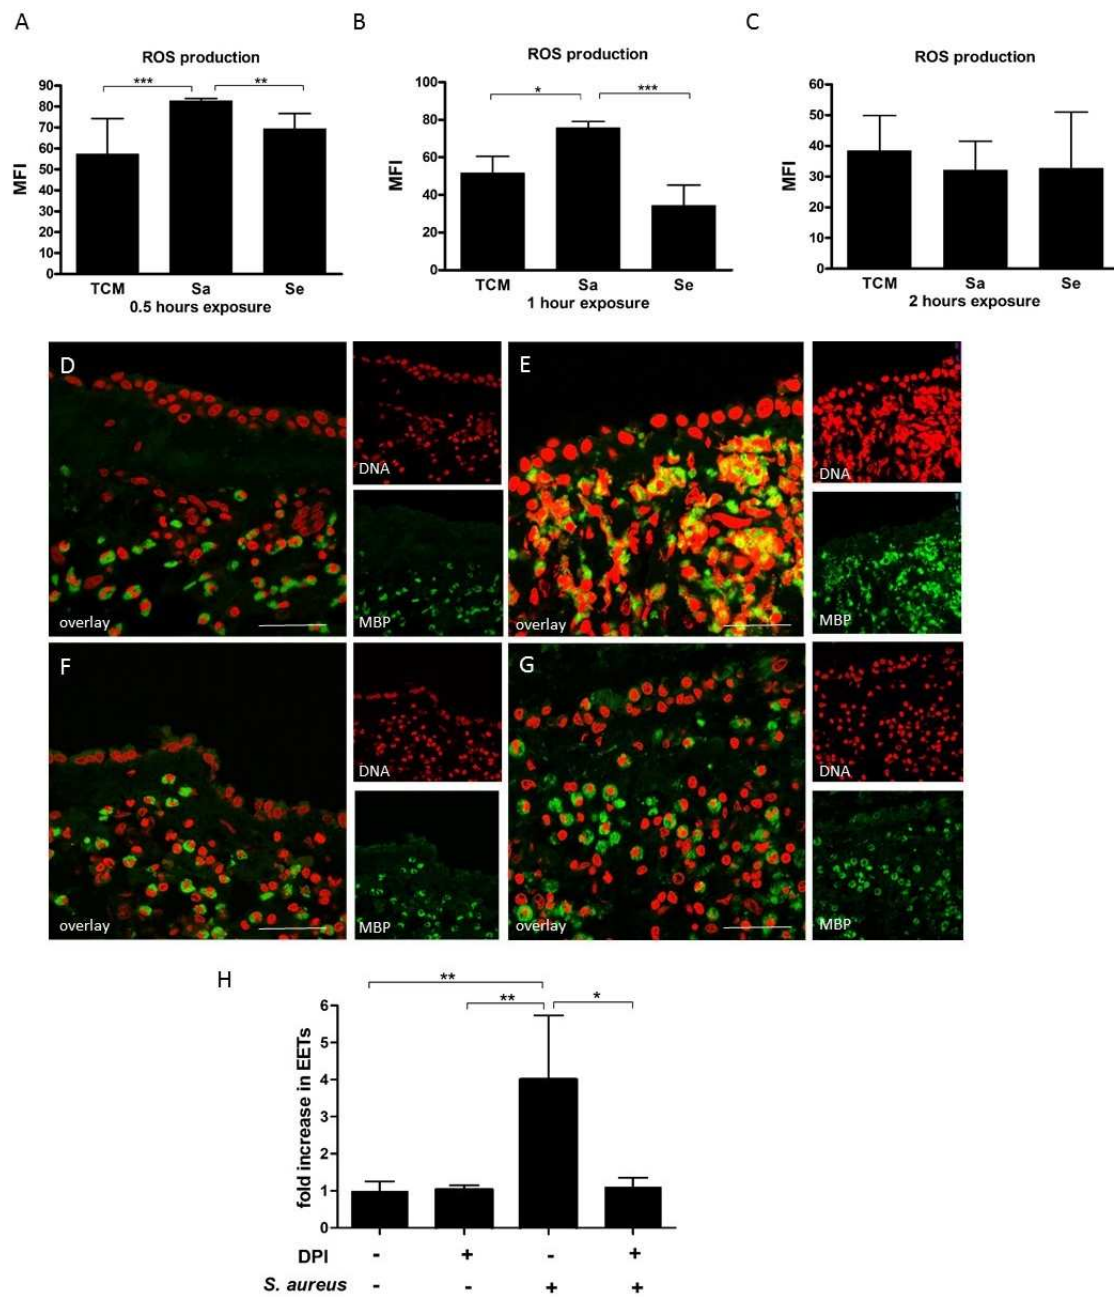 A
B
C
ROS production
ROS production
ROS production
***
**
*
***
MFI
MFI
MFI
90
80
70
60
50
40
30
20
10
0
100
80
60
40
20
0
60
50
40
30
20
10
0
TCM Sa Se
0.5 hours exposure
TCM Sa Se
1 hour exposure
TCM Sa Se
2 hours exposure
D
overlay
DNA
MBP
E
overlay
DNA
MBP
F
overlay
DNA
MBP
G
overlay
DNA
MBP
H
**
**
*
fold increase in EETs
6
5
4
3
2
1
0
DPI - + - +
S. aureus - - + +